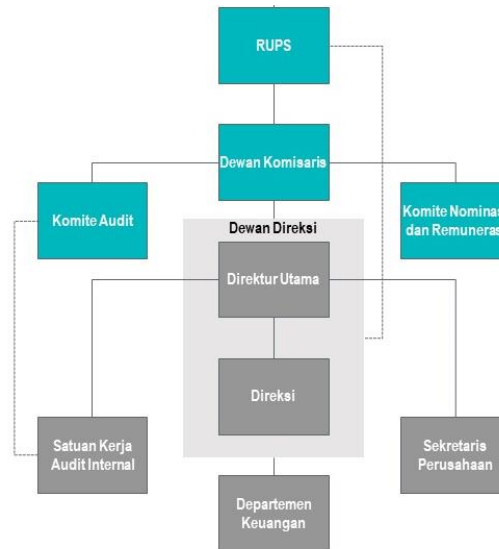 RUPS
Dewan Komisaris
Komite Audit
Komite Nominas
dan Remuneras
Dewan Direksi
Direktur Utama
Direksi
Satuan Kerja
Audit Internal
Sekretaris
Perusahaan
Departemen
Keuangan